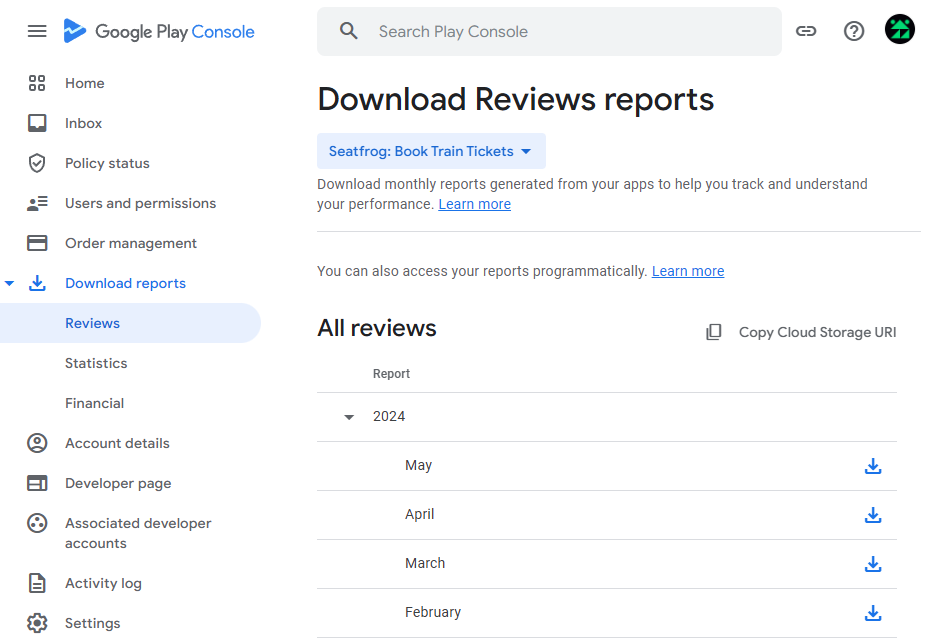 Google Play Console
Search Play Console
Home
Inbox
Policy status
Users and permissions
Order management
Download reports
Reviews
Statistics
Financial
Account details
Developer page
Associated developer
accounts
Activity log
Settings
Download Reviews reports
Seatfrog: Book Train Tickets
Download monthly reports generated from your apps to help you track and understand
your performance. Learn more
You can also access your reports programmatically. Learn more
All reviews
Copy Cloud Storage URI
Report
2024
May
April
March
February